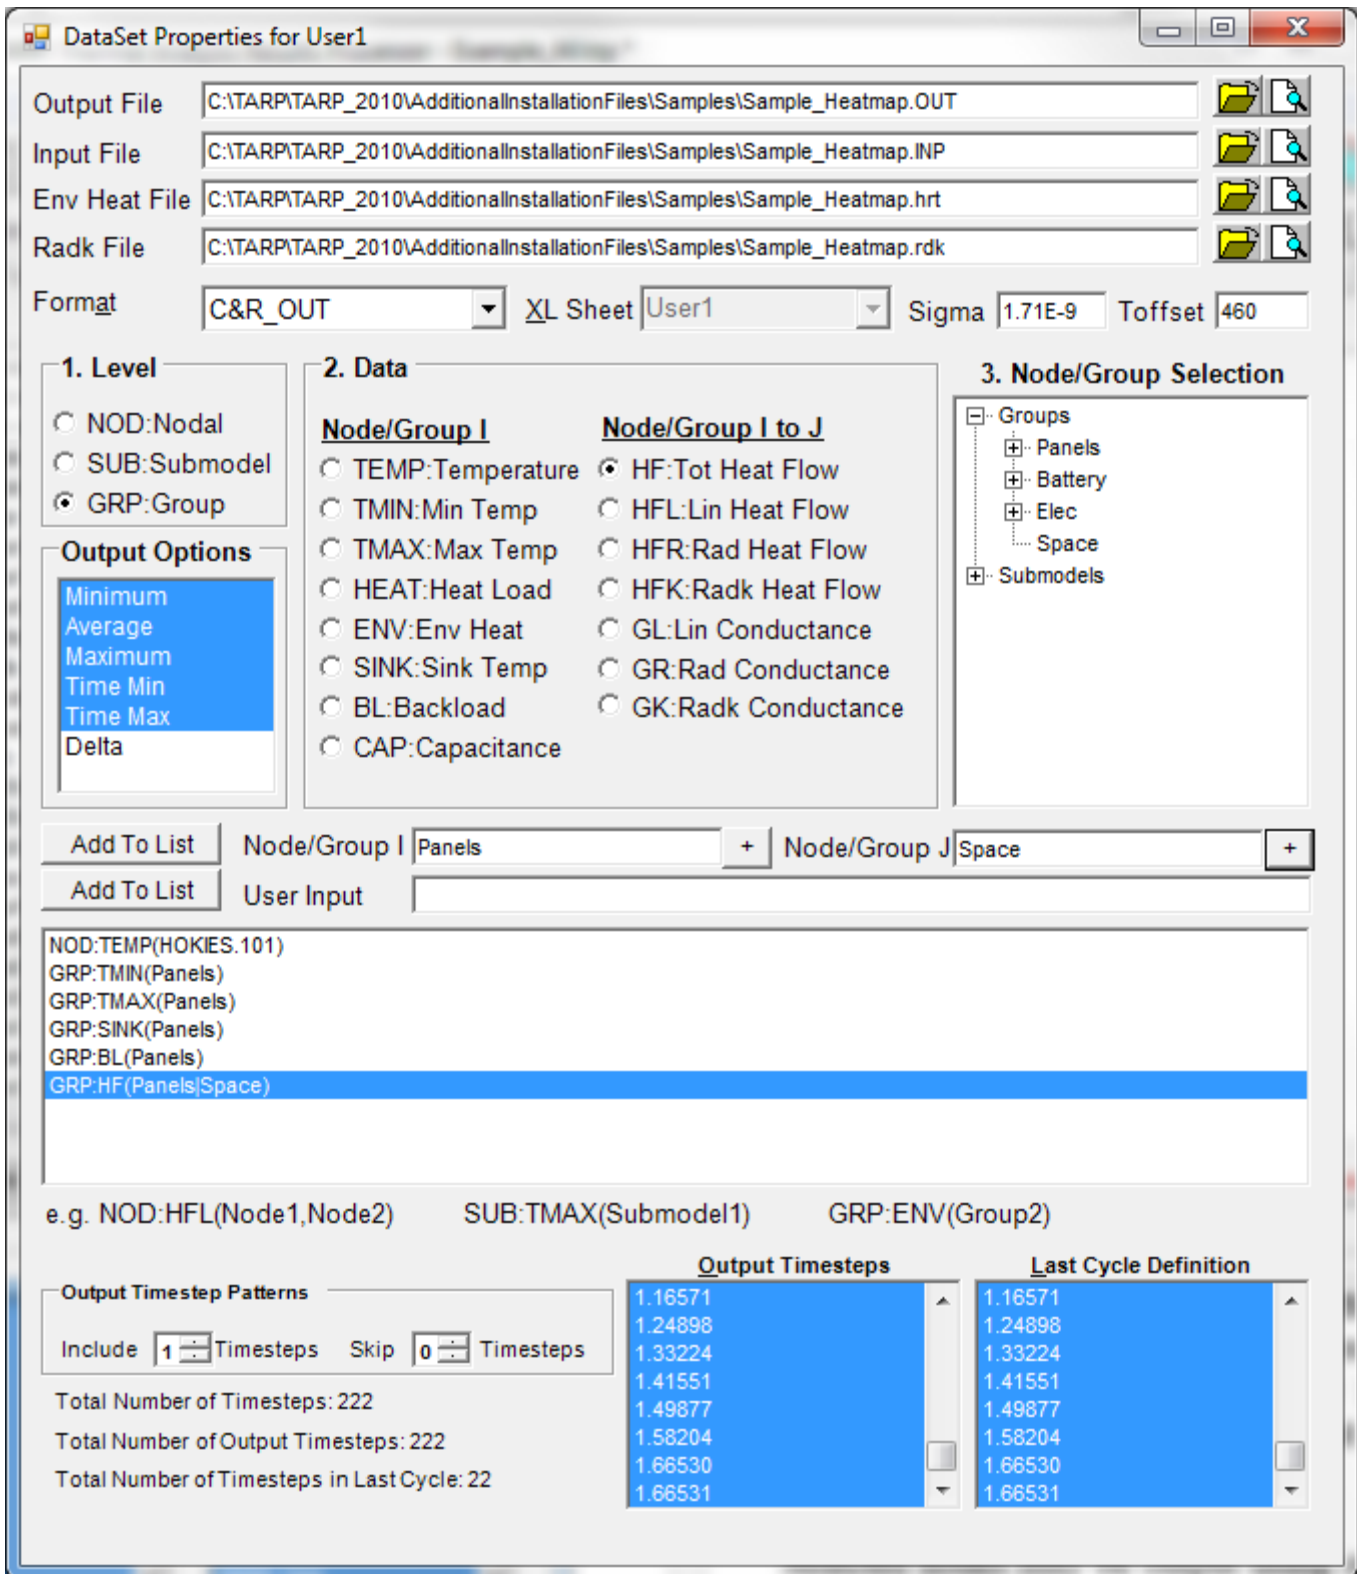 DataSet Properties for User1
Output File C:\TARP\TARP_2010\AdditionalInstallationFiles\Samples\Sample_Heatmap.OUT
Input File C:\TARP\TARP_2010\AdditionalInstallationFiles\Samples\Sample_Heatmap.INP
Env Heat File C:\TARP\TARP_2010\AdditionalInstallationFiles\Samples\Sample_Heatmap.hrt
Radk File C:\TARP\TARP_2010\AdditionalInstallationFiles\Samples\Sample_Heatmap.rdk
Format C&R_OUT XL Sheet User1 Sigma 1.71E-9 Toffset 460
1. Level
NOD:Nodal
SUB:Submodel
GRP:Group
Output Options
Minimum
Average
Maximum
Time Min
Time Max
Delta
2. Data
Node/Group I
TEMP:Temperature
TMIN:Min Temp
TMAX:Max Temp
HEAT:Heat Load
ENV:Env Heat
SINK:Sink Temp
BL:Backload
CAP:Capacitance
Node/Group I to J
HF:Tot Heat Flow
HFL:Lin Heat Flow
HFR:Rad Heat Flow
HFK:Radk Heat Flow
GL:Lin Conductance
GR:Rad Conductance
GK:Radk Conductance
3. Node/Group Selection
Groups
Panels
Battery
Elec
Space
Submodels
Add To List Node/Group I Panels + Node/Group J Space +
Add To List User Input
NOD:TEMP(HOKIES.101)
GRP:TMIN(Panels)
GRP:TMAX(Panels)
GRP:SINK(Panels)
GRP:BL(Panels)
GRP:HF(Panels|Space)
e.g. NOD:HFL(Node1,Node2) SUB:TMAX(Submodel1) GRP:ENV(Group2)
Output Timestep Patterns
Include 1 Timesteps Skip 0 Timesteps
Total Number of Timesteps: 222
Total Number of Output Timesteps: 222
Total Number of Timesteps in Last Cycle: 22
Output Timesteps
1.16571
1.24898
1.33224
1.41551
1.49877
1.58204
1.66530
1.66531
Last Cycle Definition
1.16571
1.24898
1.33224
1.41551
1.49877
1.58204
1.66530
1.66531